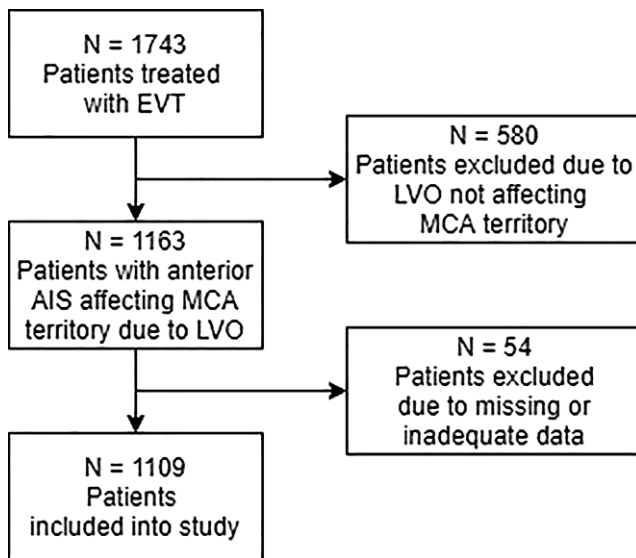 N = 1743
Patients treated
with EVT
N = 580
Patients excluded due to
LVO not affecting
MCA territory
N = 1163
Patients with anterior
AIS affecting MCA
territory due to LVO
N = 54
Patients excluded
due to missing or
inadequate data
N = 1109
Patients
included into study